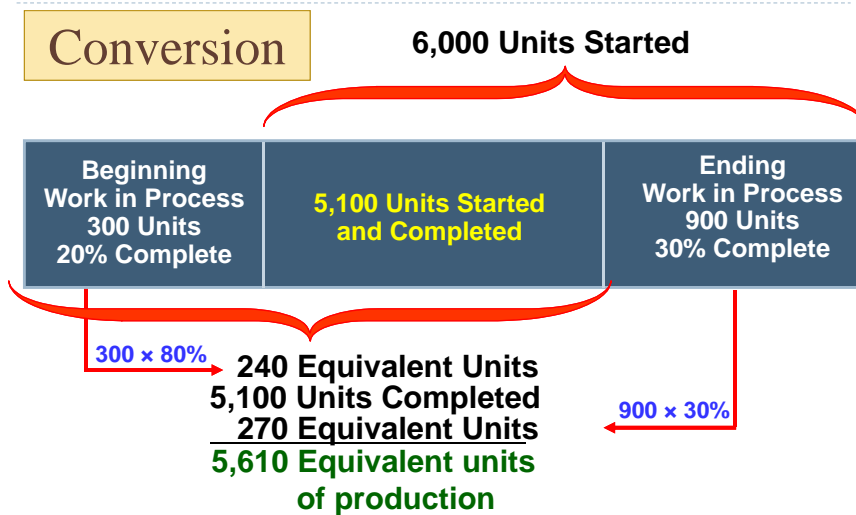 Conversion
6,000 Units Started
Beginning
Work in Process
300 Units
20% Complete
5,100 Units Started
and Completed
Ending
Work in Process
900 Units
30% Complete
300 × 80%
240 Equivalent Units
5,100 Units Completed
900 × 30%
270 Equivalent Units
5,610 Equivalent units
of production